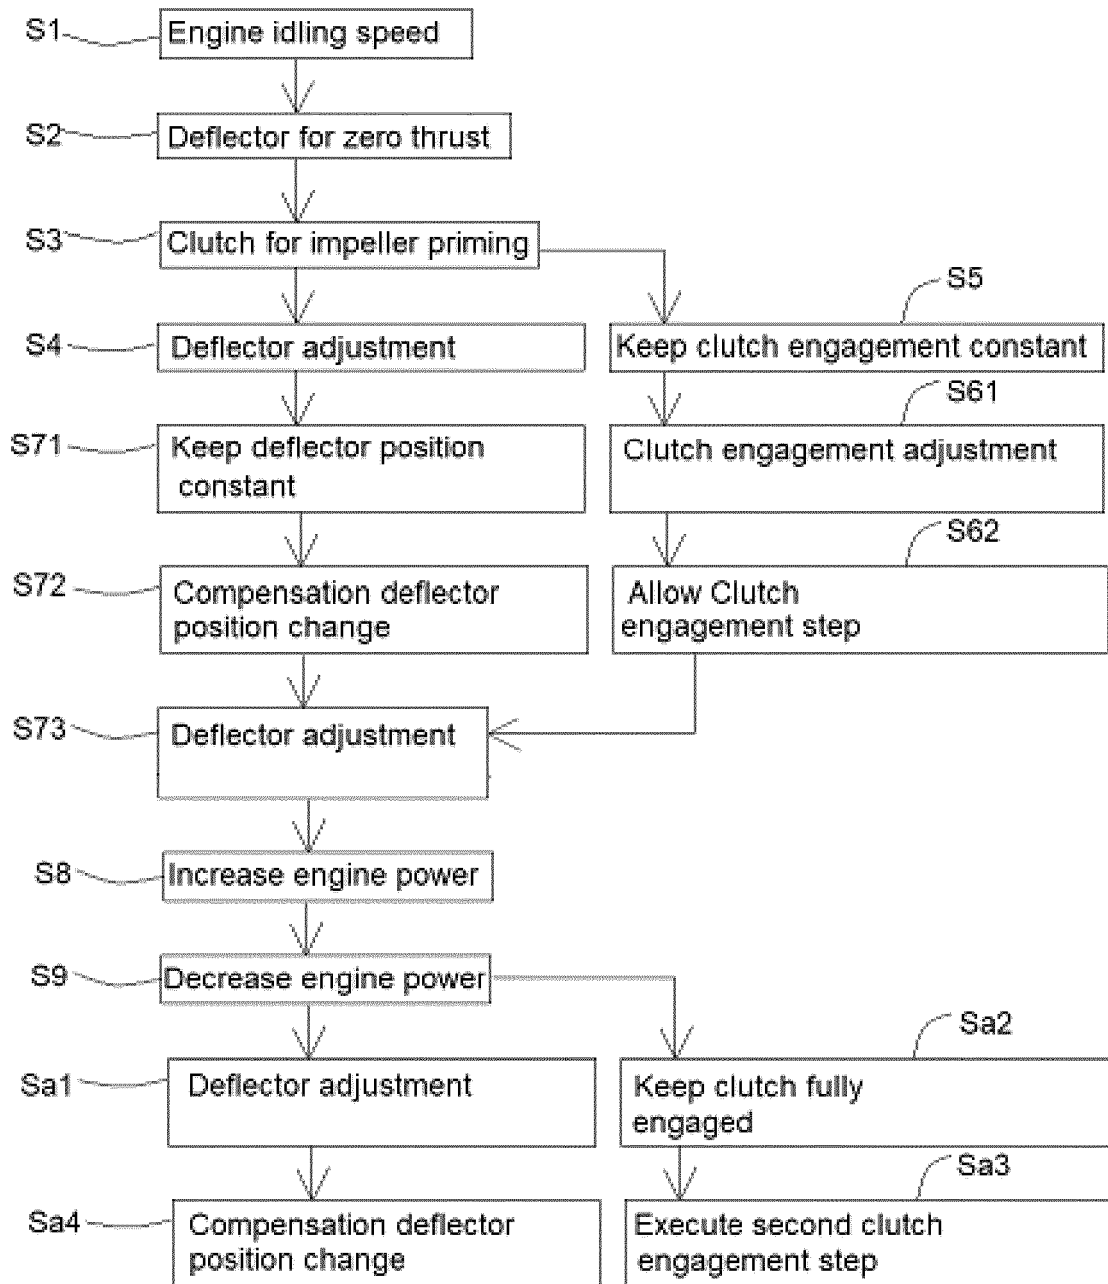 S1
Engine idling speed
S2
Deflector for zero thrust
S3
Clutch for impeller priming
S5
S4
Deflector adjustment
Keep clutch engagement constant
S61
S71
Keep deflector position
constant
Clutch engagement adjustment
S62
S72
Compensation deflector
position change
Allow Clutch
engagement step
S73
Deflector adjustment
S8
Increase engine power
S9
Decrease engine power
Sa2
Sa1
Deflector adjustment
Keep clutch fully
engaged
Sa3
Sa4
Compensation deflector
position change
Execute second clutch
engagement step